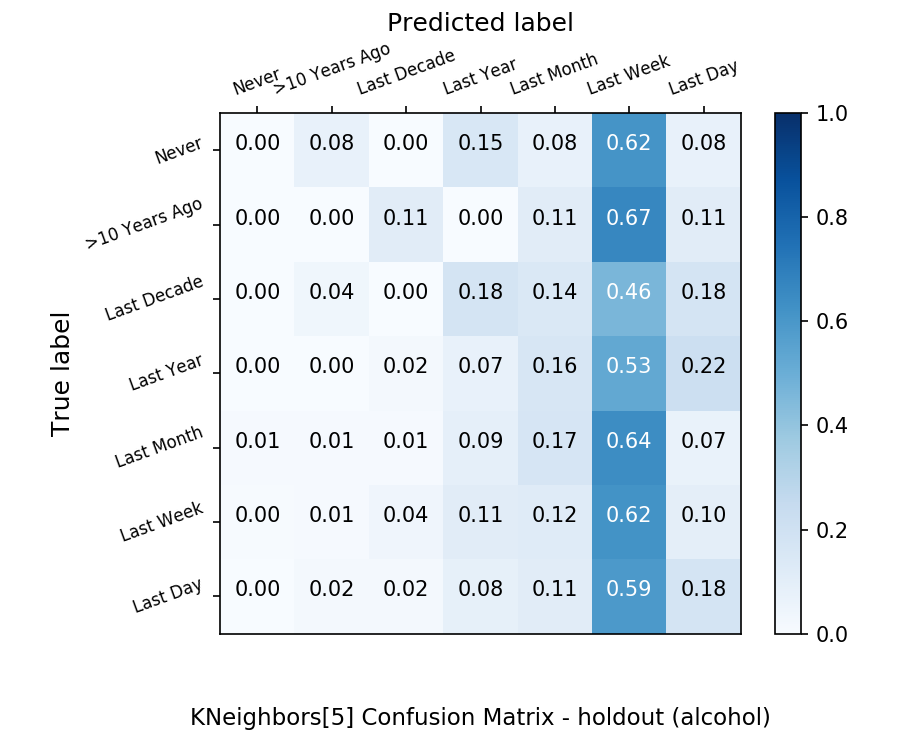 Predicted label
Never >10 Years Ago Last Decade Last Year Last Month Last Week Last Day
True label
Never 0.00 0.08 0.00 0.15 0.08 0.62 0.08
>10 Years Ago 0.00 0.00 0.11 0.00 0.11 0.67 0.11
Last Decade 0.00 0.04 0.00 0.18 0.14 0.46 0.18
Last Year 0.00 0.00 0.02 0.07 0.16 0.53 0.22
Last Month 0.01 0.01 0.01 0.09 0.17 0.64 0.07
Last Week 0.00 0.01 0.04 0.11 0.12 0.62 0.10
Last Day 0.00 0.02 0.02 0.08 0.11 0.59 0.18
1.0
0.8
0.6
0.4
0.2
0.0
KNeighbors[5] Confusion Matrix - holdout (alcohol)